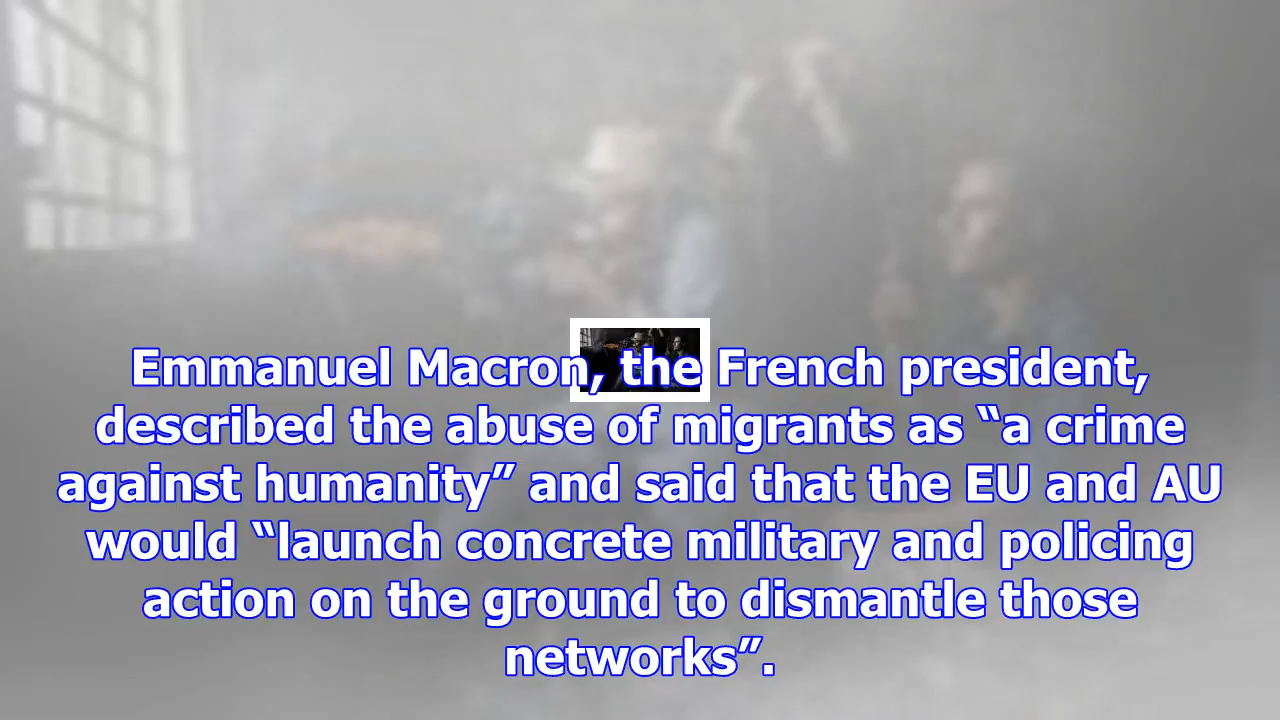 Emmanuel Macron, the French president,
described the abuse of migrants as “a crime
against humanity” and said that the EU and AU
would “launch concrete military and policing
action on the ground to dismantle those
networks”.